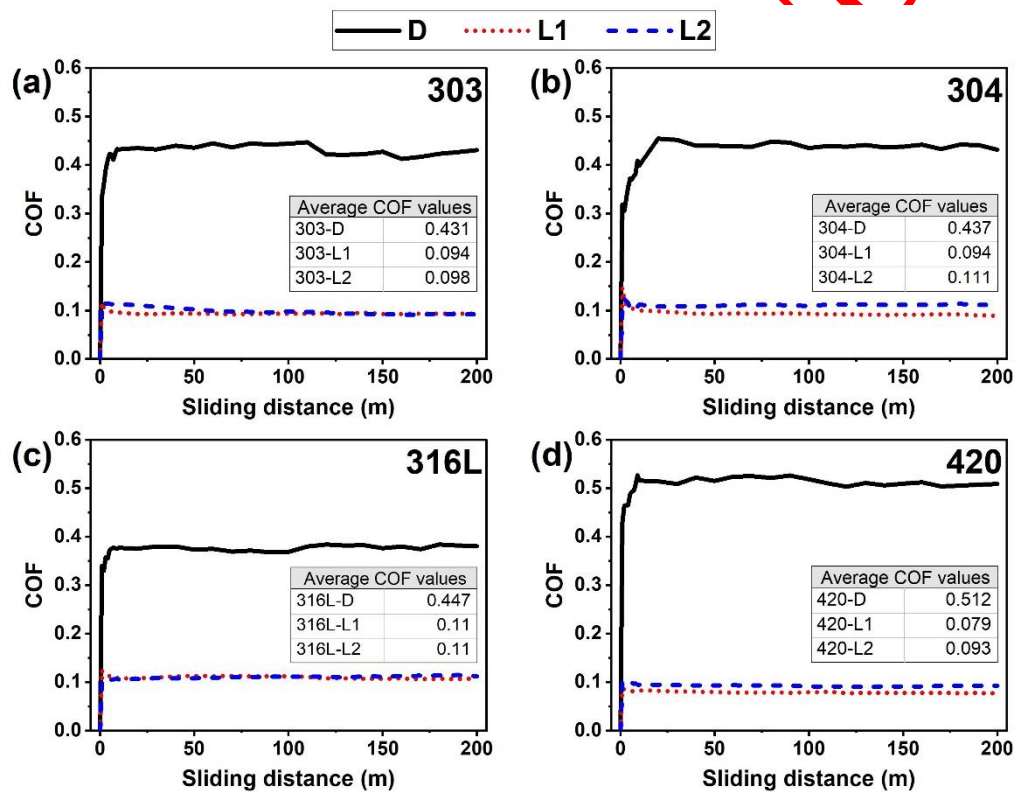 D L1 L2
(a) 303
0.6
0.5
0.4
0.3
0.2
0.1
0.0
COF
Average COF values
303-D 0.431
303-L1 0.094
303-L2 0.098
0 50 100 150 200
Sliding distance (m)
(b) 304
0.6
0.5
0.4
0.3
0.2
0.1
0.0
COF
Average COF values
304-D 0.437
304-L1 0.094
304-L2 0.111
0 50 100 150 200
Sliding distance (m)
(c) 316L
0.6
0.5
0.4
0.3
0.2
0.1
0.0
COF
Average COF values
316L-D 0.447
316L-L1 0.11
316L-L2 0.11
0 50 100 150 200
Sliding distance (m)
(d) 420
0.6
0.5
0.4
0.3
0.2
0.1
0.0
COF
Average COF values
420-D 0.512
420-L1 0.079
420-L2 0.093
0 50 100 150 200
Sliding distance (m)